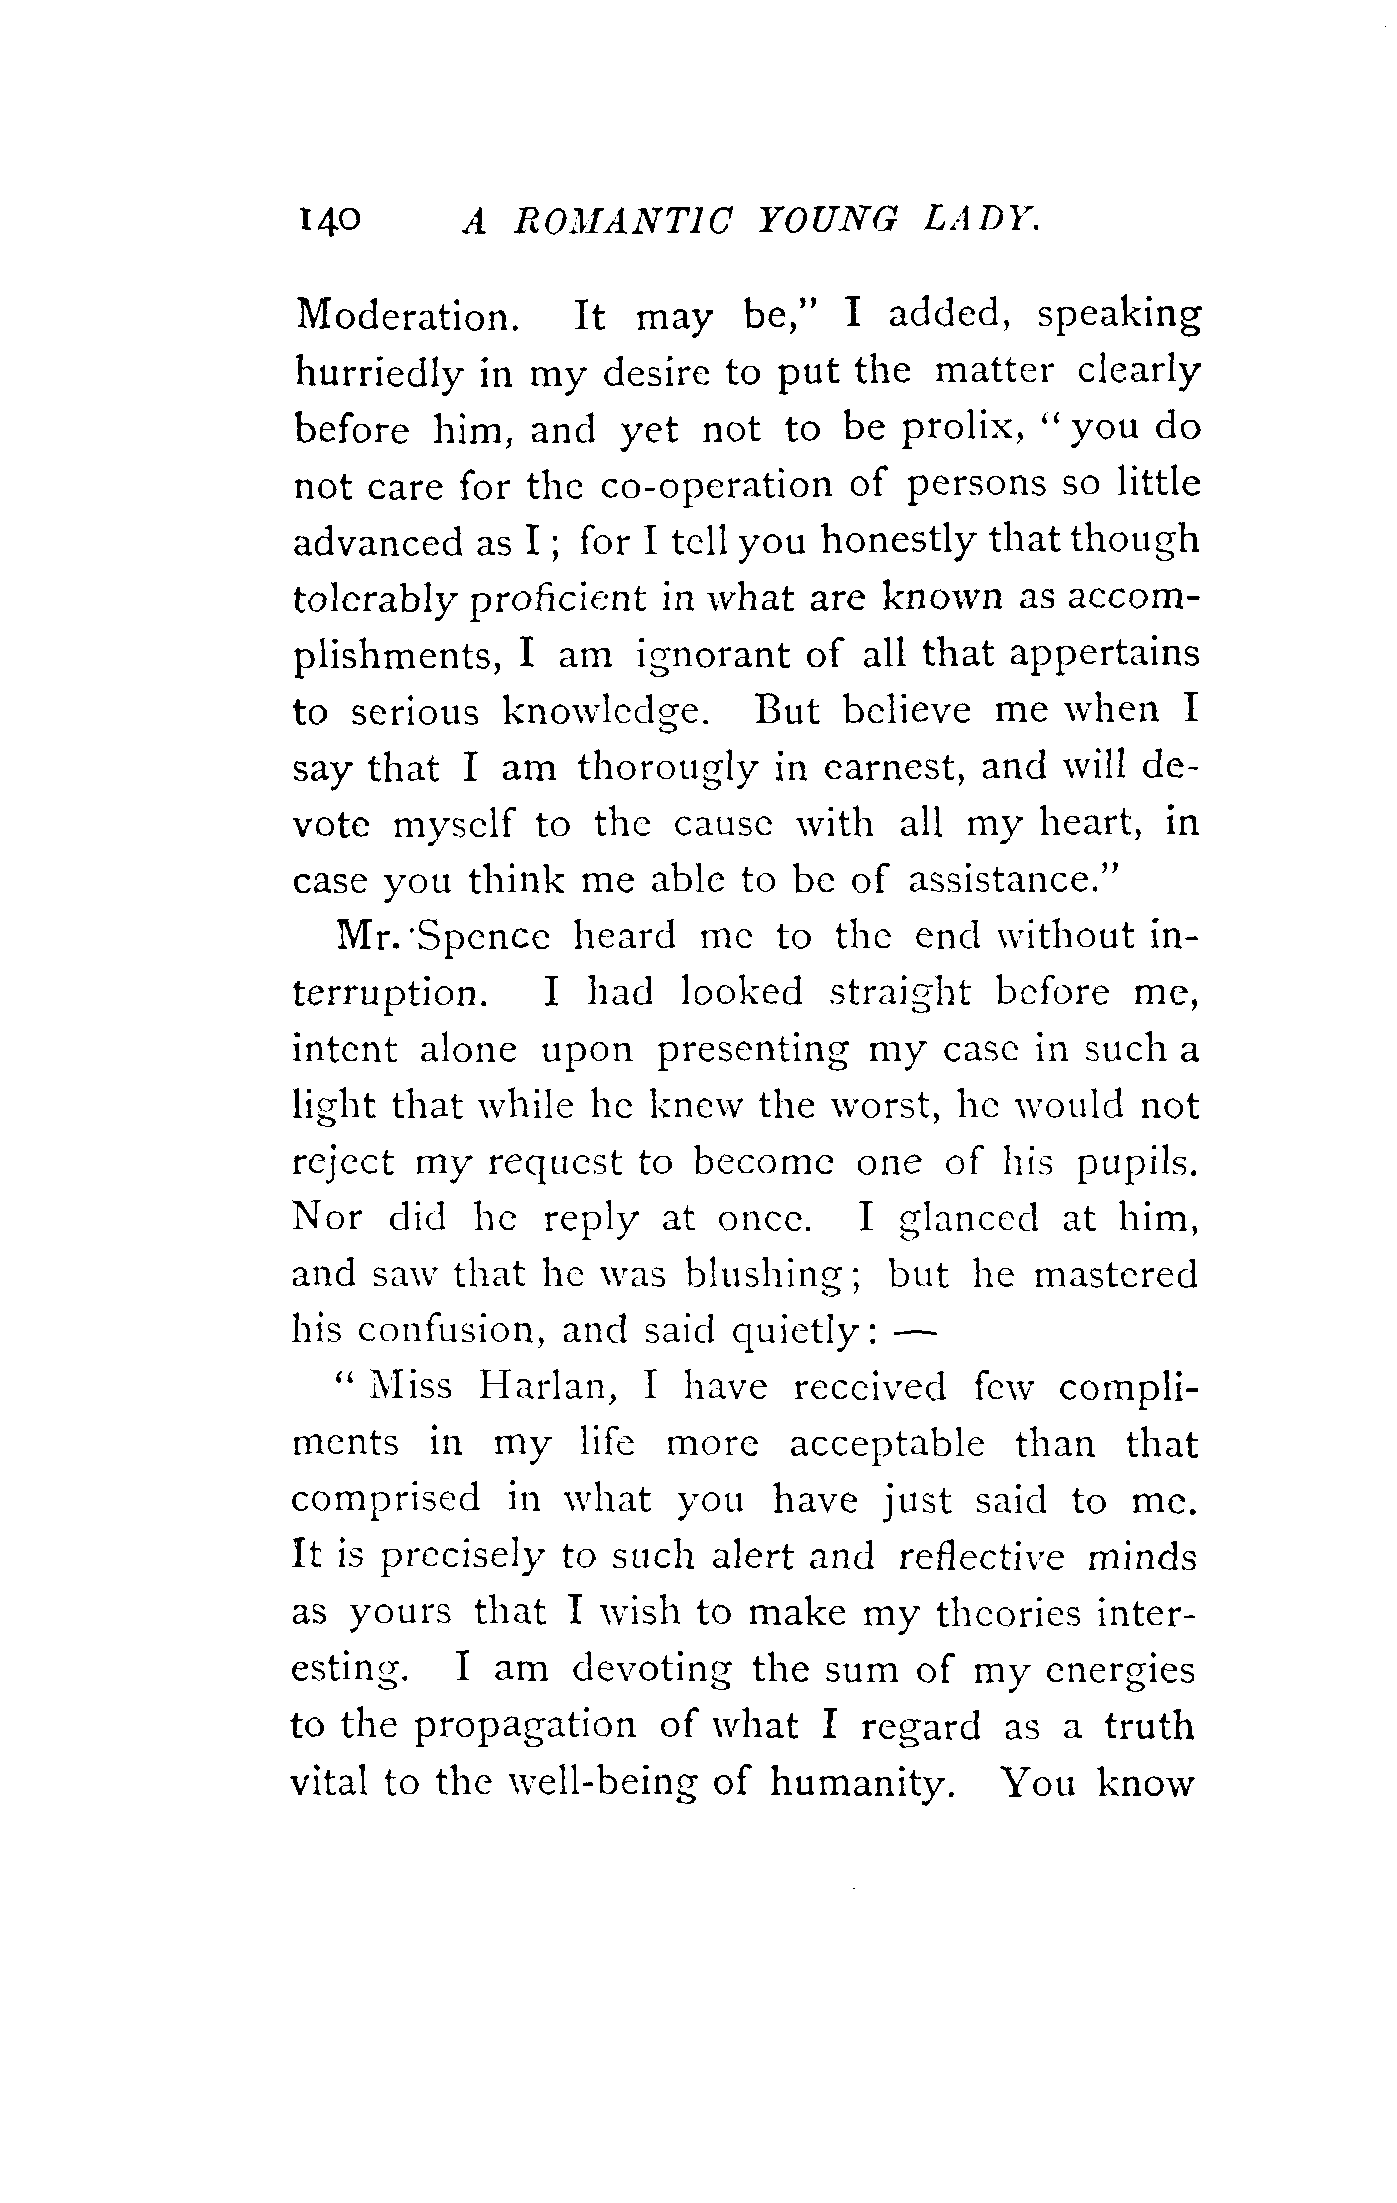 140 A ROMANTIC YOUNG LADY.
Moderation. It may be,” I added, speaking
hurriedly in my desire to put the matter clearly
before him, and yet not to be prolix, “you do
not care for the co-operation of persons so little
advanced as I; for I tell you honestly that though
tolerably proficient in what are known as accom-
plishments, I am ignorant of all that appertains
to serious knowledge. But believe me when I
say that I am thorougly in earnest, and will de-
vote myself to the cause with all my heart, in
case you think me able to be of assistance.”
Mr. Spence heard me to the end without in-
terruption. I had looked straight before me,
intent alone upon presenting my case in such a
light that while he knew the worst, he would not
reject my request to become one of his pupils.
Nor did he reply at once. I glanced at him,
and saw that he was blushing; but he mastered
his confusion, and said quietly: —
“Miss Harlan, I have received few compli-
ments in my life more acceptable than that
comprised in what you have just said to me.
It is precisely to such alert and reflective minds
as yours that I wish to make my theories inter-
esting. I am devoting the sum of my energies
to the propagation of what I regard as a truth
vital to the well-being of humanity. You know